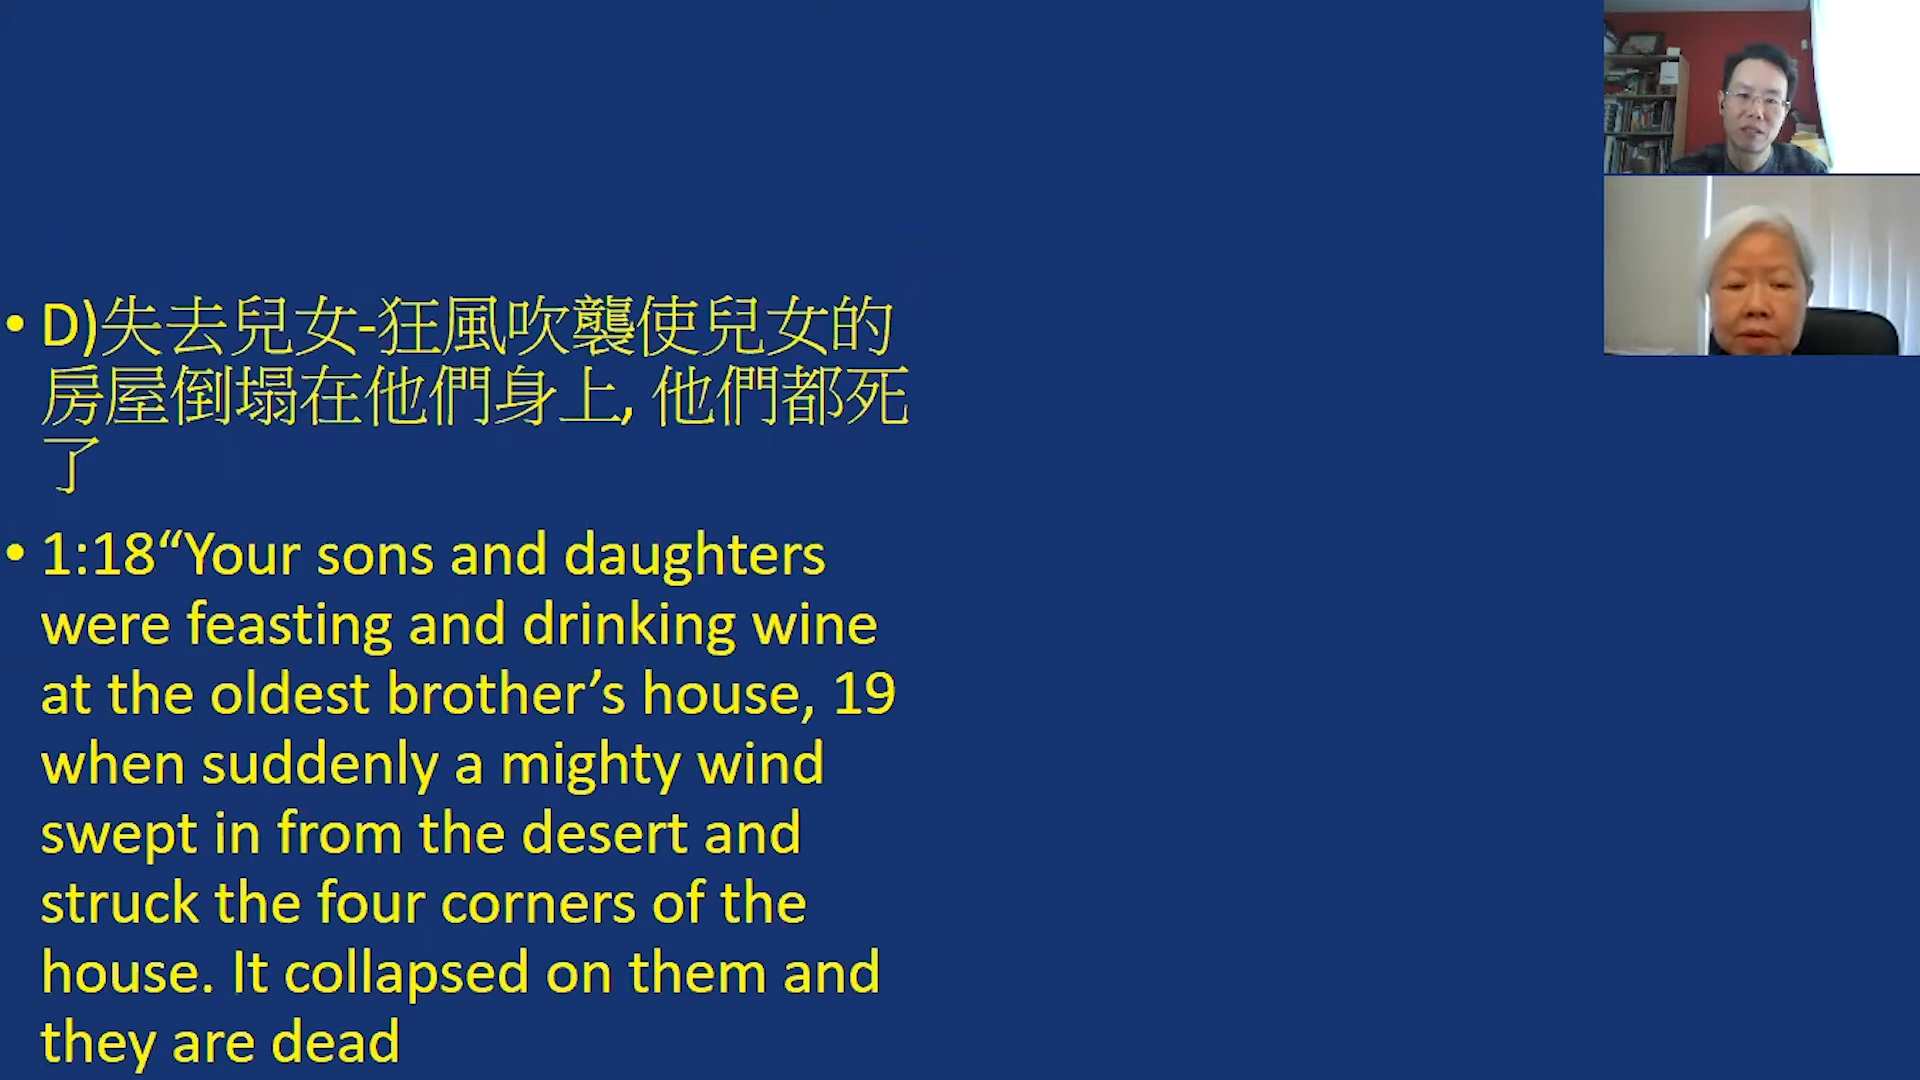 • D)失去兒女-狂風吹襲使兒女的
房屋倒塌在他們身上, 他們都死
了
• 1:18“Your sons and daughters
were feasting and drinking wine
at the oldest brother’s house, 19
when suddenly a mighty wind
swept in from the desert and
struck the four corners of the
house. It collapsed on them and
they are dead